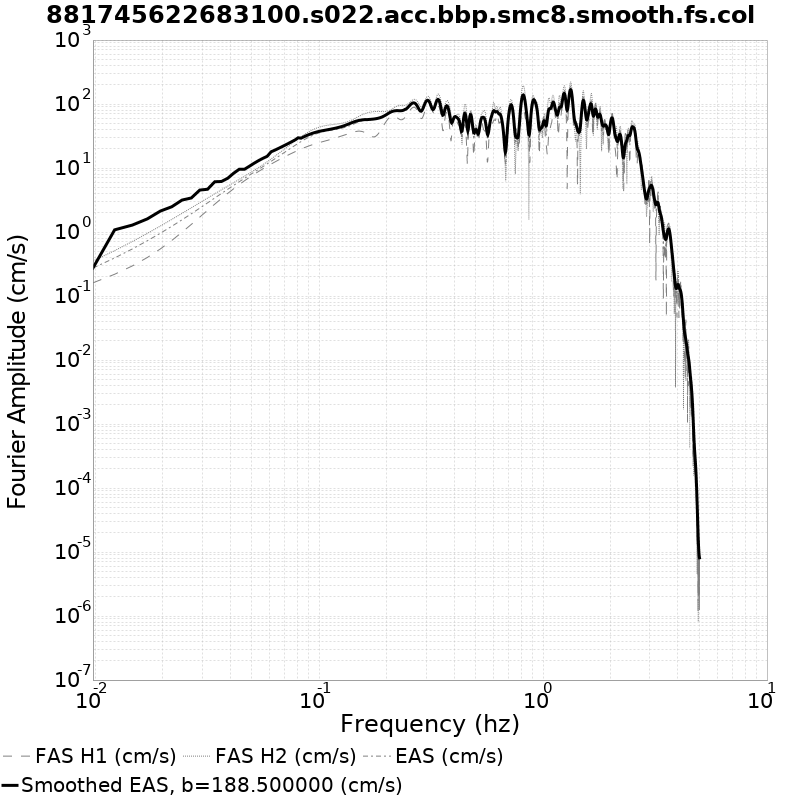 881745622683100.s022.acc.bbp.smc8.smooth.fs.col
10^3
10^2
10^1
10^0
10^-1
10^-2
10^-3
10^-4
10^-5
10^-6
10^-7
Fourier Amplitude (cm/s)
10^-2 10^-1 10^0 10^1
Frequency (hz)
FAS H1 (cm/s) FAS H2 (cm/s) EAS (cm/s)
Smoothed EAS, b=188.500000 (cm/s)